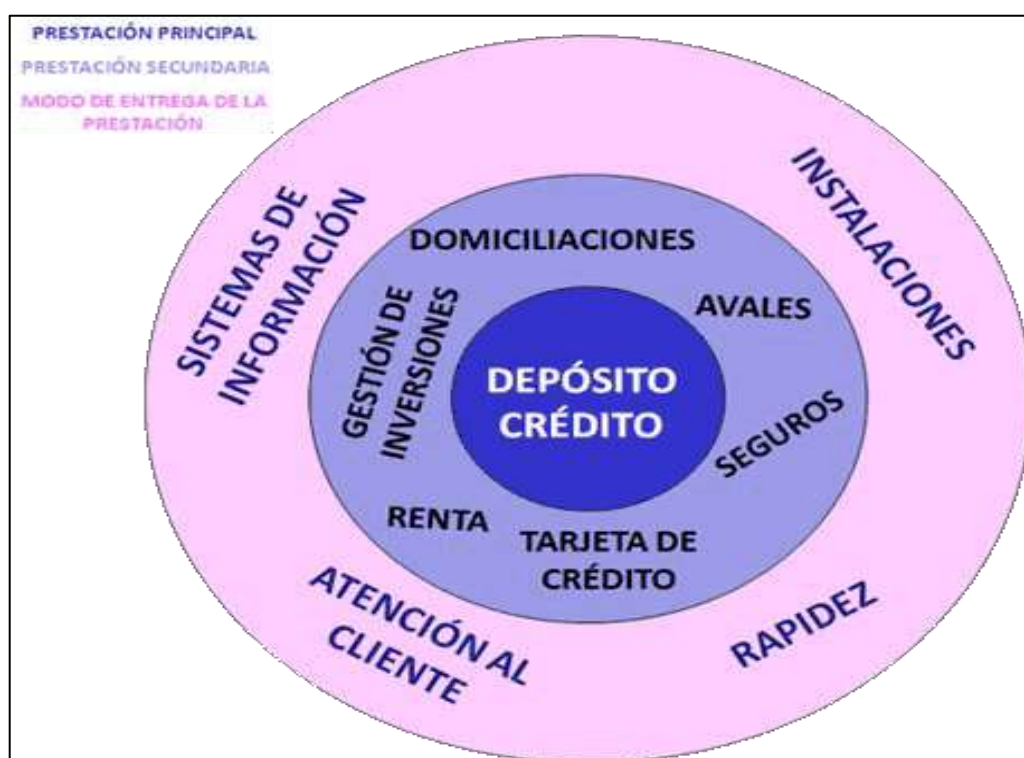 PRESTACIÓN PRINCIPAL
PRESTACIÓN SECUNDARIA
MODO DE ENTREGA DE LA
PRESTACIÓN
SISTEMAS DE
INFORMACIÓN
INSTALACIONES
DOMICILIACIONES
AVALES
GESTIÓN DE
INVERSIONES
DEPÓSITO
CRÉDITO
SEGUROS
RENTA
TARJETA DE
CRÉDITO
ATENCIÓN AL
CLIENTE
RAPIDEZ